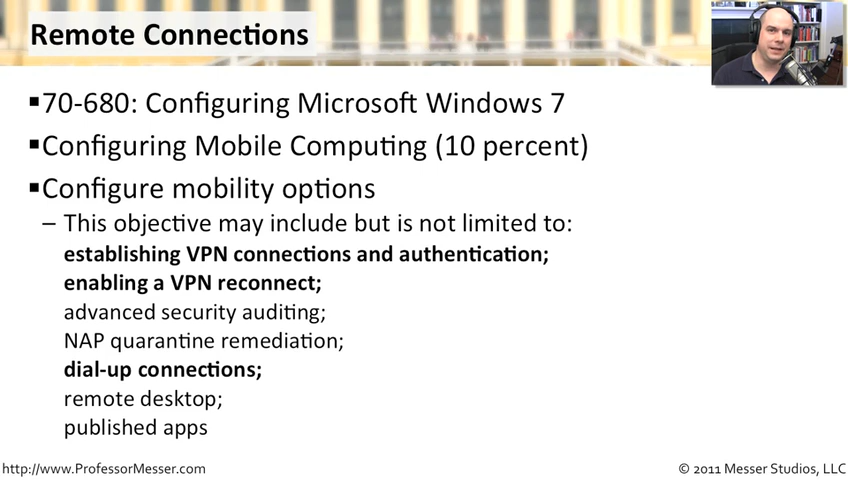 Remote Connections
▪70-680: Configuring Microsoft Windows 7
▪Configuring Mobile Computing (10 percent)
▪Configure mobility options
– This objective may include but is not limited to:
establishing VPN connections and authentication;
enabling a VPN reconnect;
advanced security auditing;
NAP quarantine remediation;
dial-up connections;
remote desktop;
published apps
http://www.ProfessorMesser.com
© 2011 Messer Studios, LLC